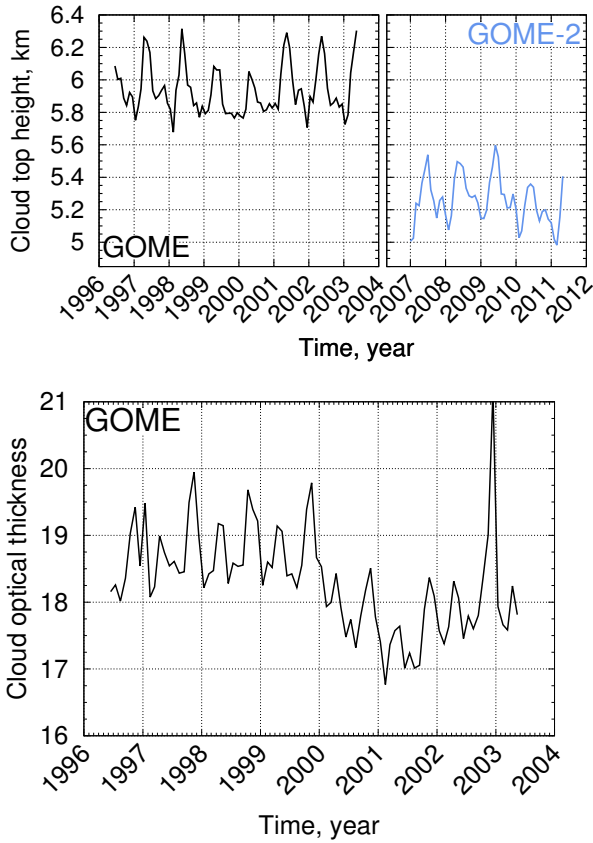 Cloud top height, km
6.4
6.2
6
5.8
5.6
5.4
5.2
5
GOME
GOME-2
1996 1997 1998 1999 2000 2001 2002 2003 2004 2007 2008 2009 2010 2011 2012
Time, year
Cloud optical thickness
21
20
19
18
17
16
GOME
1996 1997 1998 1999 2000 2001 2002 2003 2004
Time, year